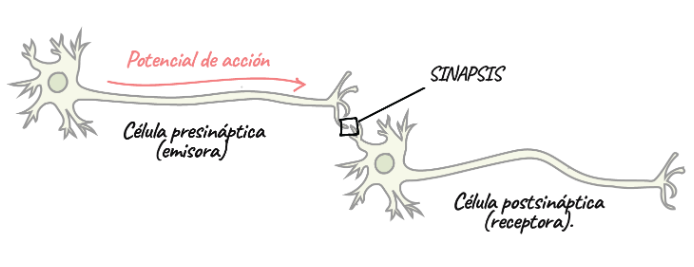 Potencial de acción
SINAPSIS
Célula presináptica
(emisora)
Célula postsináptica
(receptora).